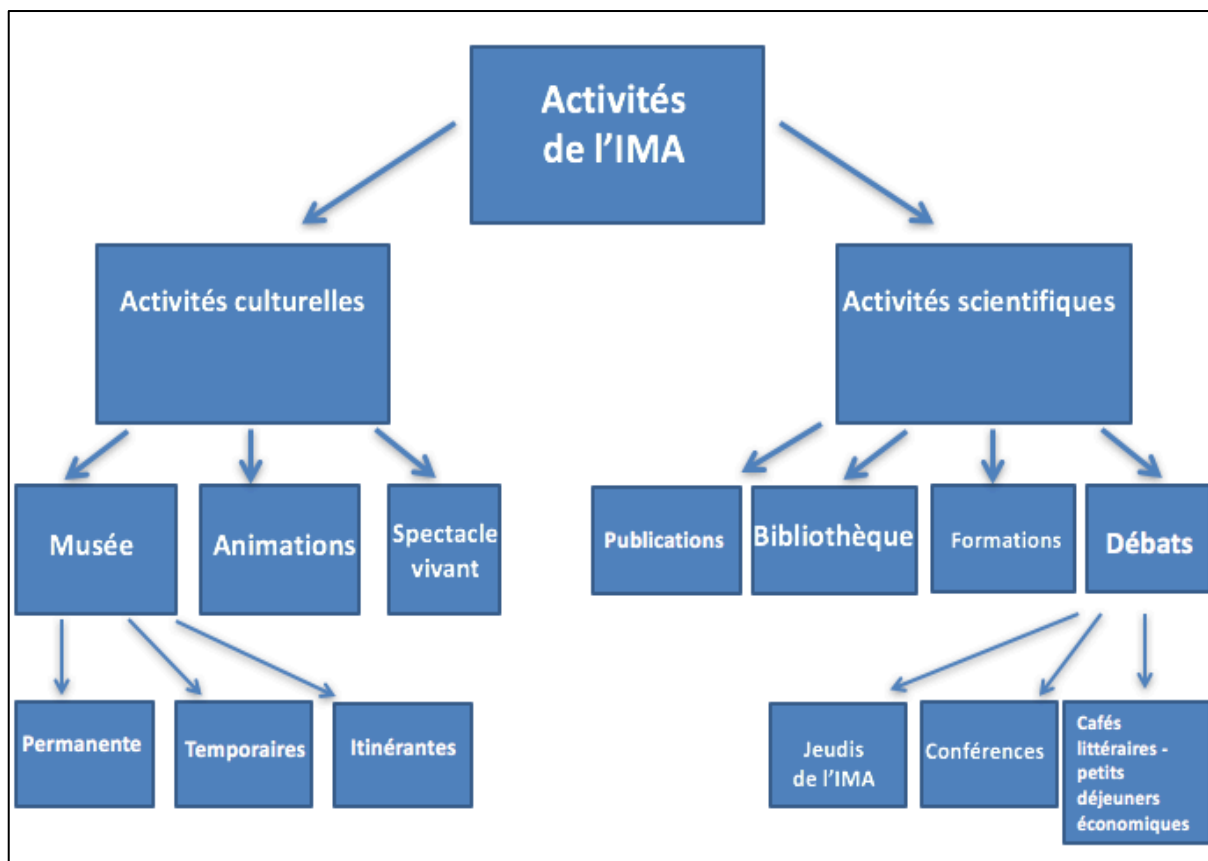 Activités
de l'IMA
Activités culturelles
Activités scientifiques
Musée
Animations
Spectacle
vivant
Publications
Bibliothèque
Formations
Débats
Permanente
Temporaires
Itinérantes
Jeudis
de l'IMA
Conférences
Cafés
littéraires -
petits
déjeuners
économiques